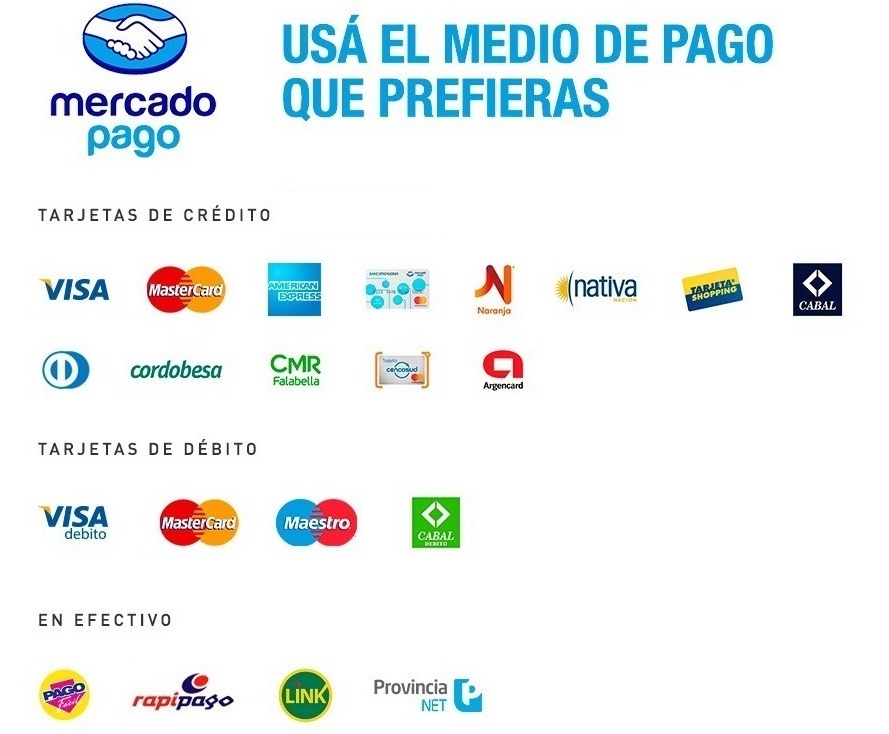 mercado
pago
USÁ EL MEDIO DE PAGO
QUE PREFIERAS
TARJETAS DE CRÉDITO
VISA
MasterCard
AMERICAN
EXPRESS
Naranja
nativa
NACIÓN
TARJETA
SHOPPING
CABAL
cordobesa
CMR
Falabella
Tarjeta
cencosud
Argencard
TARJETAS DE DÉBITO
VISA
debito
MasterCard
Maestro
CABAL
DEBITO
EN EFECTIVO
PAGO
Fácil
rapipago
LINK
Provincia
NET